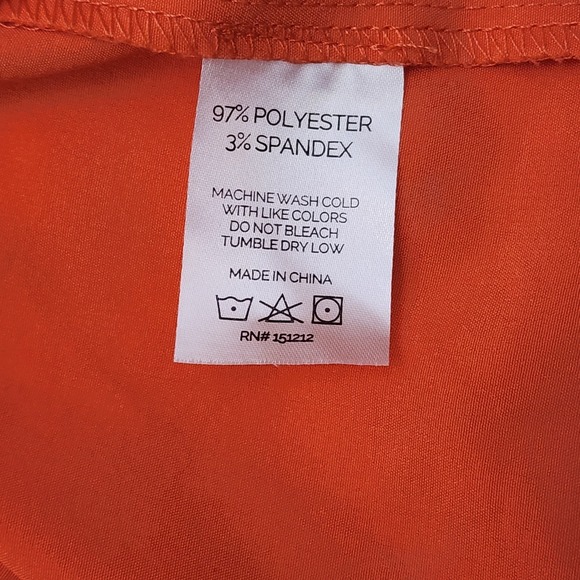 97% POLYESTER
3% SPANDEX
MACHINE WASH COLD
WITH LIKE COLORS
DO NOT BLEACH
TUMBLE DRY LOW
MADE IN CHINA
RN# 151212